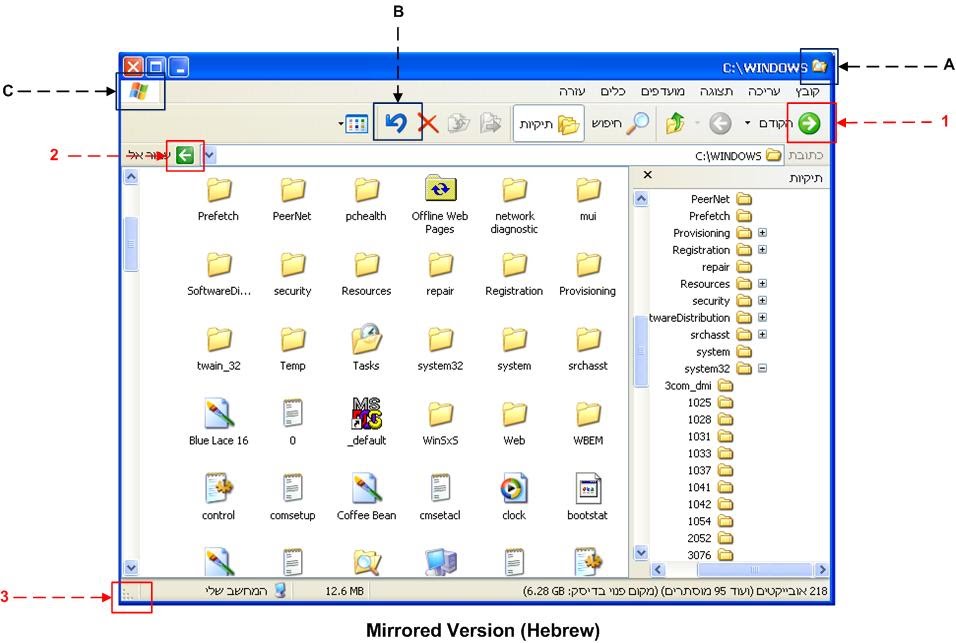 B
A
C:\WINDOWS
C
קובץ עריכה תצוגה מועדפים כלים עזרה
1
הקודם חיפוש תיקיות
2
כתובת C:\WINDOWS עבור אל
תיקיות
PeerNet
Prefetch
Provisioning
Registration
repair
Resources
security
twareDistribution
srchasst
system
system32
3com_dmi
1025
1028
1031
1033
1037
1041
1042
1054
2052
3076
Prefetch PeerNet pchealth Offline Web Pages network diagnostic mui
SoftwareDi... security Resources repair Registration Provisioning
twain_32 Temp Tasks system32 system srchasst
Blue Lace 16 0 _default WinSxS Web WBEM
control comsetup Coffee Bean cmsetacl clock bootstat
3
218 אובייקטים (ועוד 95 מוסתרים) (מקום פנוי בדיסק: 6.28 GB) 12.6 MB המחשב שלי
Mirrored Version (Hebrew)